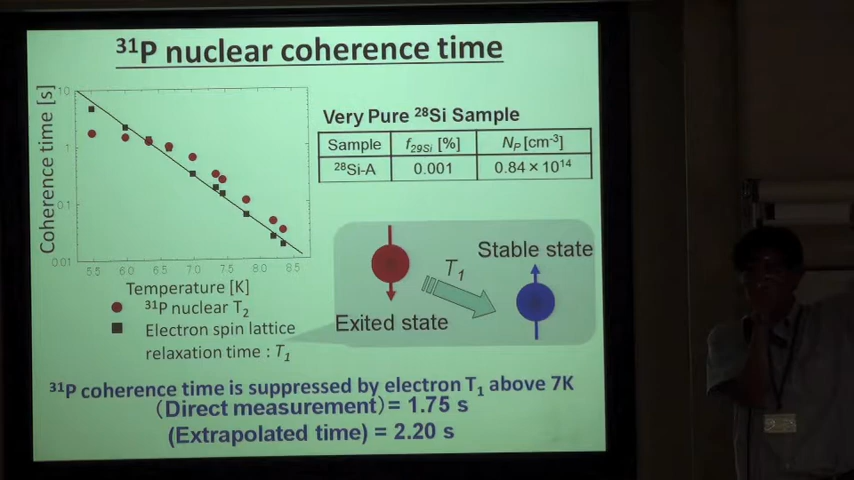 ³¹P nuclear coherence time
Coherence time [s]
10
1
0.1
0.01
5.5 6.0 6.5 7.0 7.5 8.0 8.5
Temperature [K]
³¹P nuclear T₂
Electron spin lattice
relaxation time : T₁
Very Pure ²⁸Si Sample
Sample f₂₉Si [%] Nₚ [cm⁻³]
²⁸Si-A 0.001 0.84 × 10¹⁴
Stable state
T₁
Exited state
³¹P coherence time is suppressed by electron T₁ above 7K
(Direct measurement) = 1.75 s
(Extrapolated time) = 2.20 s